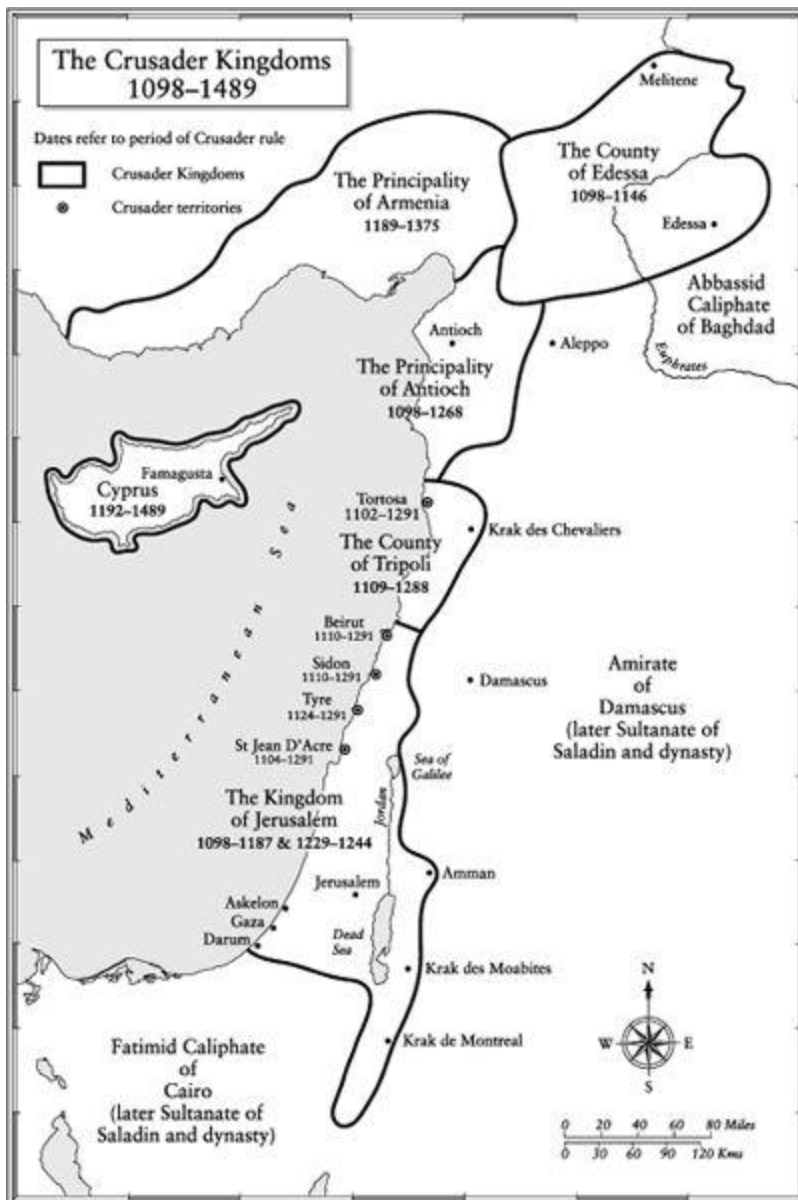 The Crusader Kingdoms
1098–1489
Dates refer to period of Crusader rule
Crusader Kingdoms
Crusader territories
Melitene
The County
of Edessa
1098–1146
The Principality
of Armenia
1189–1375
Edessa
Abbassid
Caliphate
of Baghdad
Antioch
Aleppo
Euphrates
The Principality
of Antioch
1098–1268
Famagusta
Cyprus
1192–1489
Tortosa
1102–1291
Krak des Chevaliers
The County
of Tripoli
1109–1288
Mediterranean Sea
Beirut
1110–1291
Sidon
1110–1291
Damascus
Amirate
of
Damascus
(later Sultanate of
Saladin and dynasty)
Tyre
1124–1291
St Jean D'Acre
1104–1291
Sea of
Galilee
Jordan
The Kingdom
of Jerusalem
1098–1187 & 1229–1244
Amman
Jerusalem
Askelon
Gaza
Darum
Dead
Sea
Krak des Moabites
Krak de Montreal
Fatimid Caliphate
of
Cairo
(later Sultanate of
Saladin and dynasty)
N
W E
S
0 20 40 60 80 Miles
0 30 60 90 120 Kms